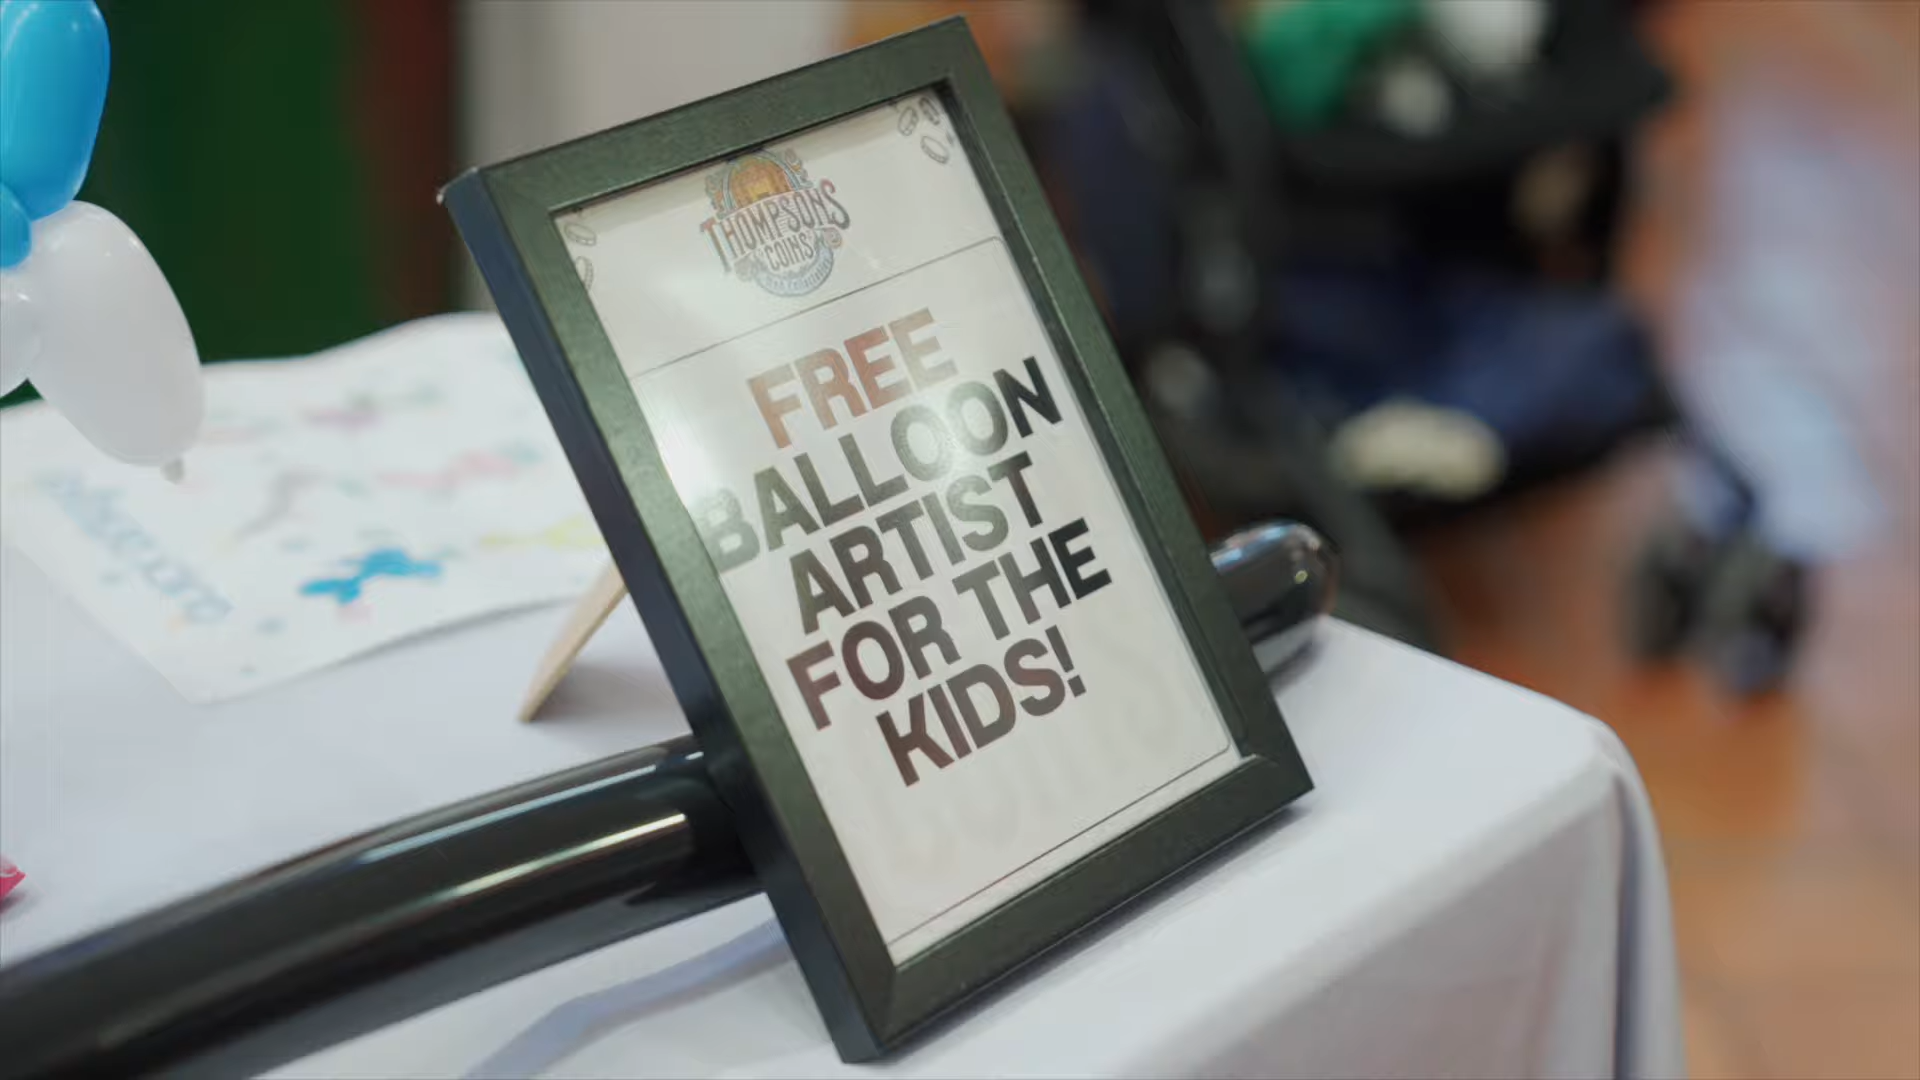 THOMPSONS
COINS
FREE
BALLOON
ARTIST
FOR THE
KIDS!